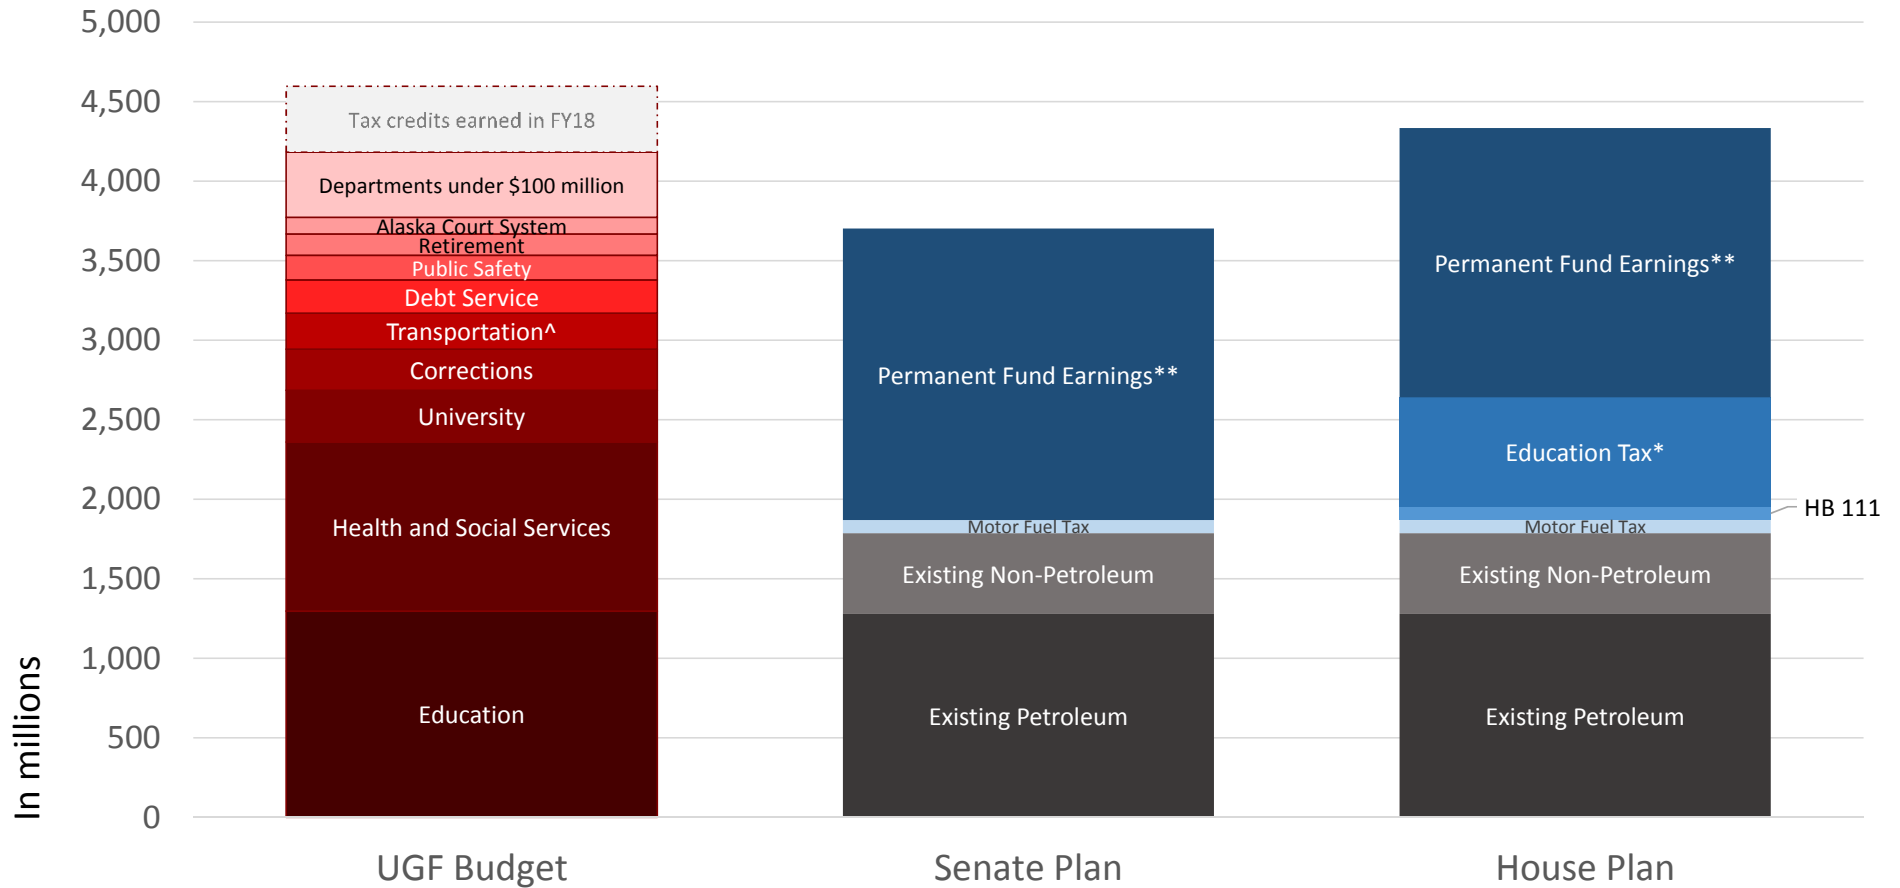 5,000
4,500
4,000
3,500
3,000
2,500
2,000
1,500
1,000
500
0
In millions
Tax credits earned in FY18
Departments under $100 million
Alaska Court System
Retirement
Public Safety
Debt Service
Transportation^
Corrections
University
Health and Social Services
Education
UGF Budget
Permanent Fund Earnings**
Motor Fuel Tax
Existing Non-Petroleum
Existing Petroleum
Senate Plan
Permanent Fund Earnings**
Education Tax*
HB 111
Motor Fuel Tax
Existing Non-Petroleum
Existing Petroleum
House Plan